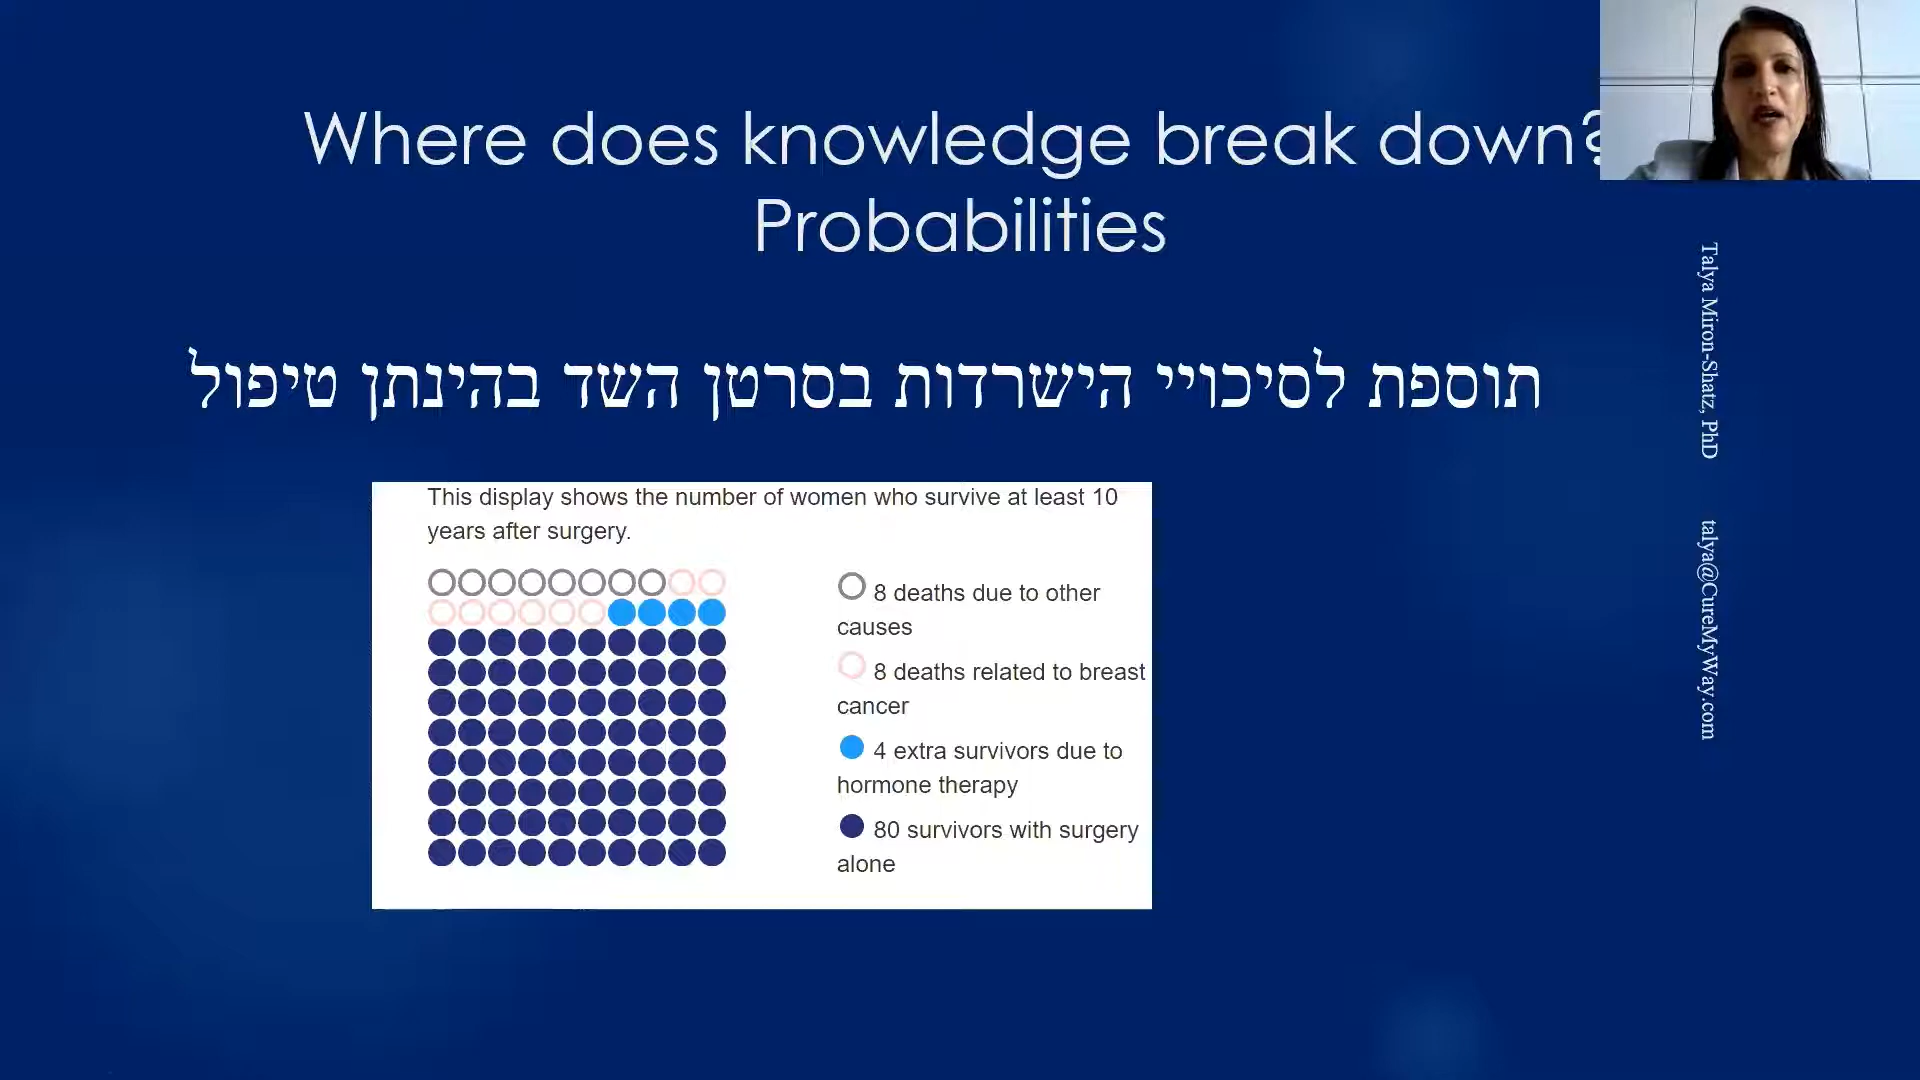 Where does knowledge break down?
Probabilities
תוספת לסיכויי הישרדות בסרטן השד בהינתן טיפול
This display shows the number of women who survive at least 10
years after surgery.
8 deaths due to other
causes
8 deaths related to breast
cancer
4 extra survivors due to
hormone therapy
80 survivors with surgery
alone
Talya Miron-Shatz, PhD talya@CureMyWay.com